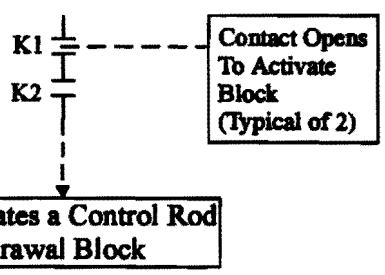 K1
K2
Contact Opens
To Activate
Block
(Typical of 2)
ates a Control Rod
rawal Block